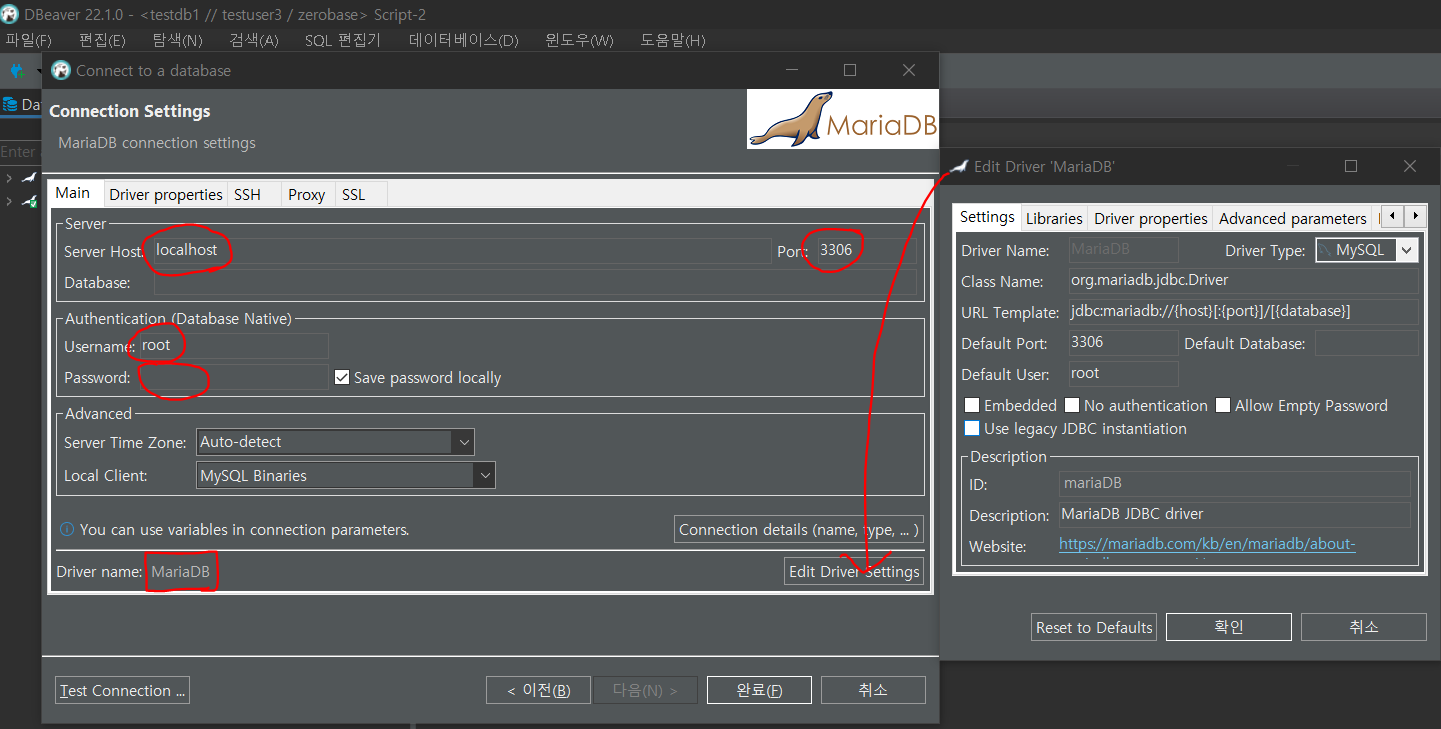 DBeaver 22.1.0 - <testdb1 // testuser3 / zerobase> Script-2
파일(F) 편집(E) 탐색(N) 검색(A) SQL 편집기 데이터베이스(D) 윈도우(W) 도움말(H)
Da
Enter
Connect to a database
Connection Settings
MariaDB connection settings
MariaDB
Main Driver properties SSH Proxy SSL
Server
Server Host: localhost Port: 3306
Database:
Authentication (Database Native)
Username: root
Password: Save password locally
Advanced
Server Time Zone: Auto-detect
Local Client: MySQL Binaries
You can use variables in connection parameters. Connection details (name, type, ... )
Driver name: MariaDB Edit Driver Settings
Test Connection ... < 이전(B) 다음(N) > 완료(F) 취소
Edit Driver 'MariaDB'
Settings Libraries Driver properties Advanced parameters
Driver Name: MariaDB Driver Type: MySQL
Class Name: org.mariadb.jdbc.Driver
URL Template: jdbc:mariadb://{host}[:{port}]/[{database}]
Default Port: 3306 Default Database:
Default User: root
Embedded No authentication Allow Empty Password
Use legacy JDBC instantiation
Description
ID: mariaDB
Description: MariaDB JDBC driver
Website: https://mariadb.com/kb/en/mariadb/about-
Reset to Defaults 확인 취소